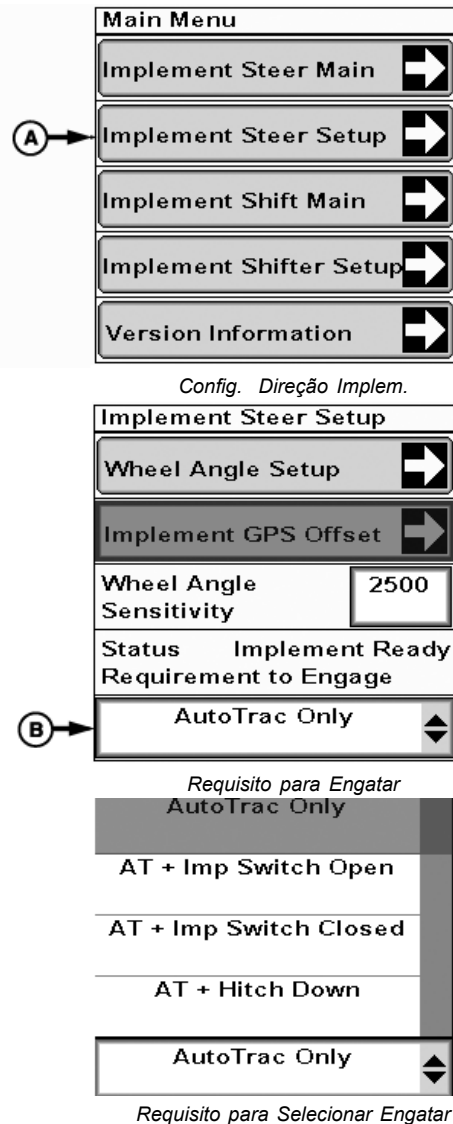 Main Menu
Implement Steer Main
A
Implement Steer Setup
Implement Shift Main
Implement Shifter Setup
Version Information
Config. Direção Implem.
Implement Steer Setup
Wheel Angle Setup
Implement GPS Offset
Wheel Angle
Sensitivity
2500
Status Implement Ready
Requirement to Engage
B
AutoTrac Only
Requisito para Engatar
AutoTrac Only
AT + Imp Switch Open
AT + Imp Switch Closed
AT + Hitch Down
AutoTrac Only
Requisito para Selecionar Engatar